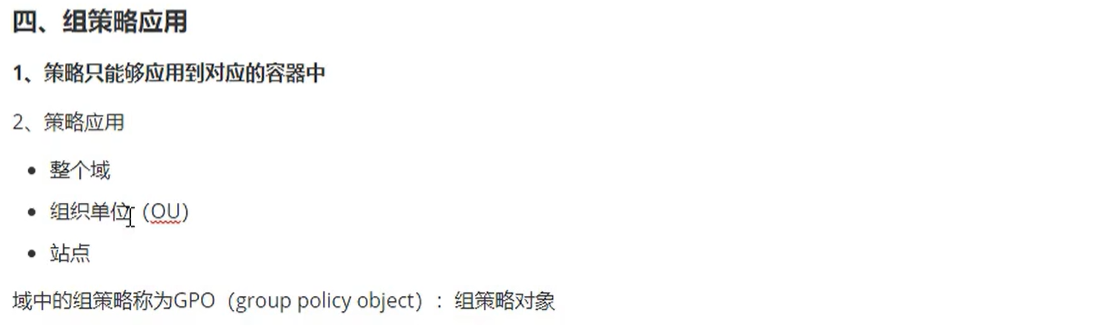 四、组策略应用
1、策略只能够应用到对应的容器中
2、策略应用
• 整个域
• 组织单位（OU）
• 站点
域中的组策略称为GPO（group policy object）：组策略对象